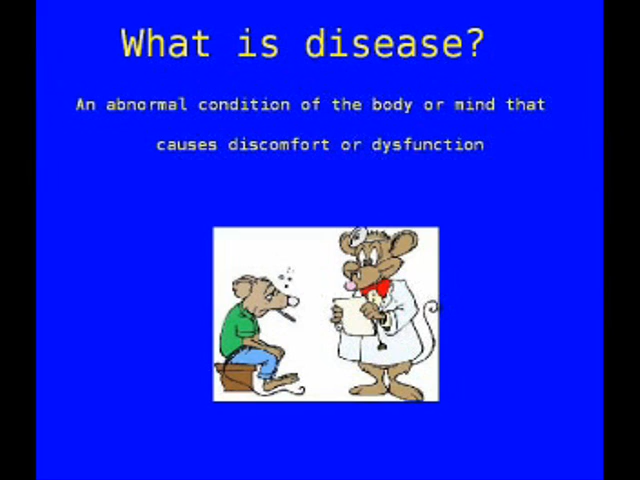 What is disease?
An abnormal condition of the body or mind that
causes discomfort or dysfunction